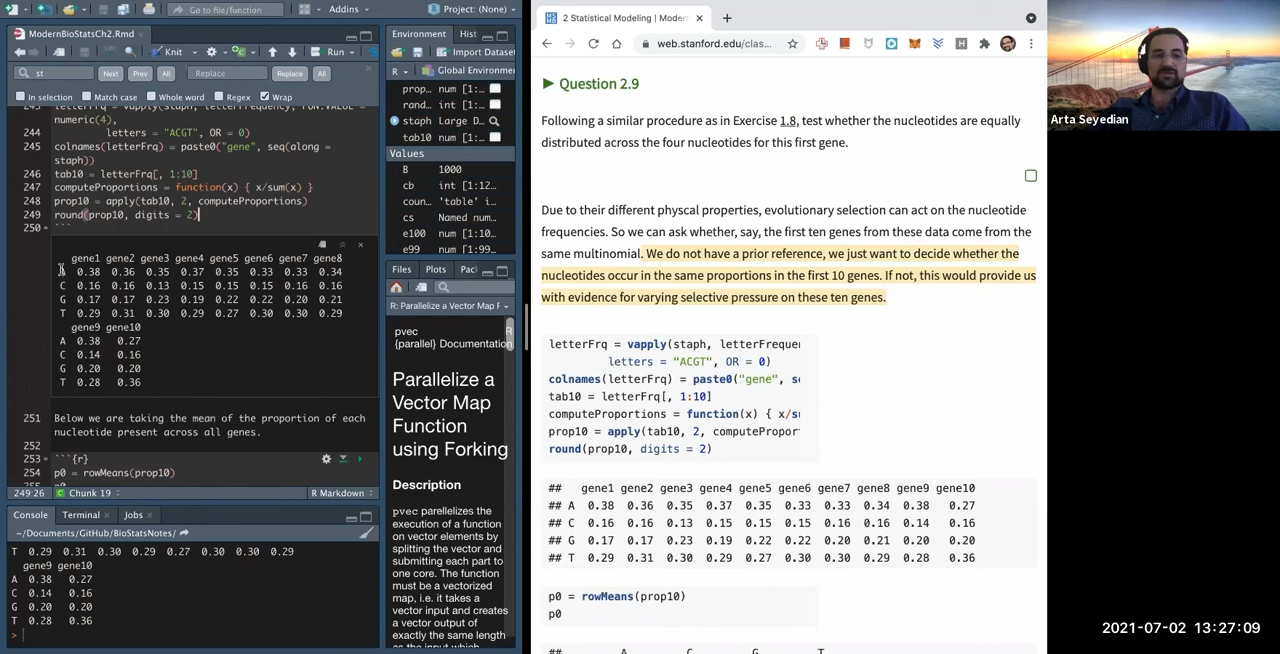 Go to file/function
Addins
Project: (None)
ModernBioStatsCh2.Rmd
Knit
Run
st
Next
Prev
All
Replace
Replace
All
In selection
Match case
Whole word
Regex
Wrap
numeric(4),
244 letters = "ACGT", OR = 0)
245 colnames(letterFrq) = paste0("gene", seq(along =
staph))
246 tab10 = letterFrq[, 1:10]
247 computeProportions = function(x) { x/sum(x) }
248 prop10 = apply(tab10, 2, computeProportions)
249 round(prop10, digits = 2)
250 ```
gene1 gene2 gene3 gene4 gene5 gene6 gene7 gene8
A 0.38 0.36 0.35 0.37 0.35 0.33 0.33 0.34
C 0.16 0.16 0.13 0.15 0.15 0.15 0.16 0.16
G 0.17 0.17 0.23 0.19 0.22 0.22 0.20 0.21
T 0.29 0.31 0.30 0.29 0.27 0.30 0.30 0.29
gene9 gene10
A 0.38 0.27
C 0.14 0.16
G 0.20 0.20
T 0.28 0.36
251 Below we are taking the mean of the proportion of each
nucleotide present across all genes.
252
253 ```{r}
254 p0 = rowMeans(prop10)
249:26
Chunk 19
R Markdown
Console
Terminal
Jobs
~/Documents/GitHub/BioStatsNotes/
T 0.29 0.31 0.30 0.29 0.27 0.30 0.30 0.29
gene9 gene10
A 0.38 0.27
C 0.14 0.16
G 0.20 0.20
T 0.28 0.36
>
Environment
Hist
Import Dataset
R
Global Environme
prop... num [1:...
rand... int [1:...
staph Large D...
tab10 num [1:...
Values
B 1000
cb int [1:12...
coun... 'table' i...
cs Named num...
e100 num [1:10...
e99 num [1:99...
Files
Plots
Pac
R: Parallelize a Vector Map F
pvec
{parallel}
R
Documentation
Parallelize a
Vector Map
Function
using Forking
Description
pvec parellelizes the
execution of a function
on vector elements by
splitting the vector and
submitting each part to
one core. The function
must be a vectorized
map, i.e. it takes a
vector input and creates
a vector output of
exactly the same length
as the input which
2 Statistical Modeling | Moder
web.stanford.edu/clas...
Question 2.9
Following a similar procedure as in Exercise 1.8, test whether the nucleotides are equally
distributed across the four nucleotides for this first gene.
Due to their different physcal properties, evolutionary selection can act on the nucleotide
frequencies. So we can ask whether, say, the first ten genes from these data come from the
same multinomial. We do not have a prior reference, we just want to decide whether the
nucleotides occur in the same proportions in the first 10 genes. If not, this would provide us
with evidence for varying selective pressure on these ten genes.
letterFrq = vapply(staph, letterFrequen
letters = "ACGT", OR = 0)
colnames(letterFrq) = paste0("gene", se
tab10 = letterFrq[, 1:10]
computeProportions = function(x) { x/su
prop10 = apply(tab10, 2, computePropor
round(prop10, digits = 2)
## gene1 gene2 gene3 gene4 gene5 gene6 gene7 gene8 gene9 gene10
## A 0.38 0.36 0.35 0.37 0.35 0.33 0.33 0.34 0.38 0.27
## C 0.16 0.16 0.13 0.15 0.15 0.15 0.16 0.16 0.14 0.16
## G 0.17 0.17 0.23 0.19 0.22 0.22 0.20 0.21 0.20 0.20
## T 0.29 0.31 0.30 0.29 0.27 0.30 0.30 0.29 0.28 0.36
p0 = rowMeans(prop10)
p0
## A C G T
Arta Seyedian
2021-07-02 13:27:09